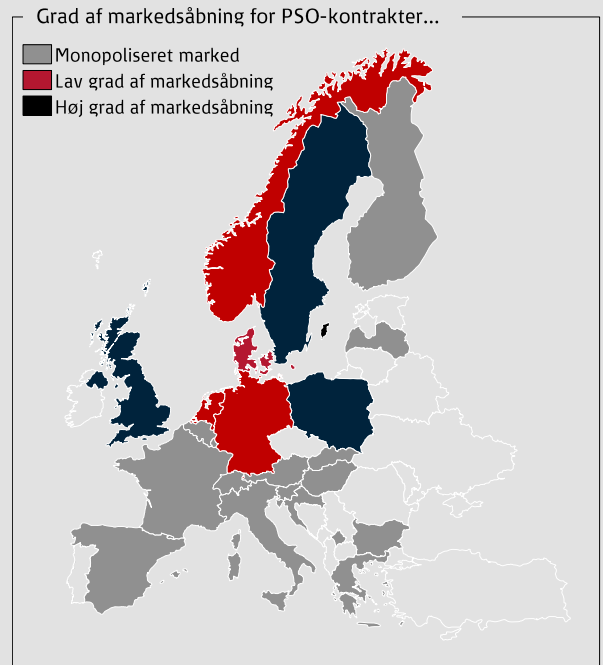 Grad af markedsåbning for PSO-kontrakter...
Monopoliseret marked
Lav grad af markedsåbning
Høj grad af markedsåbning